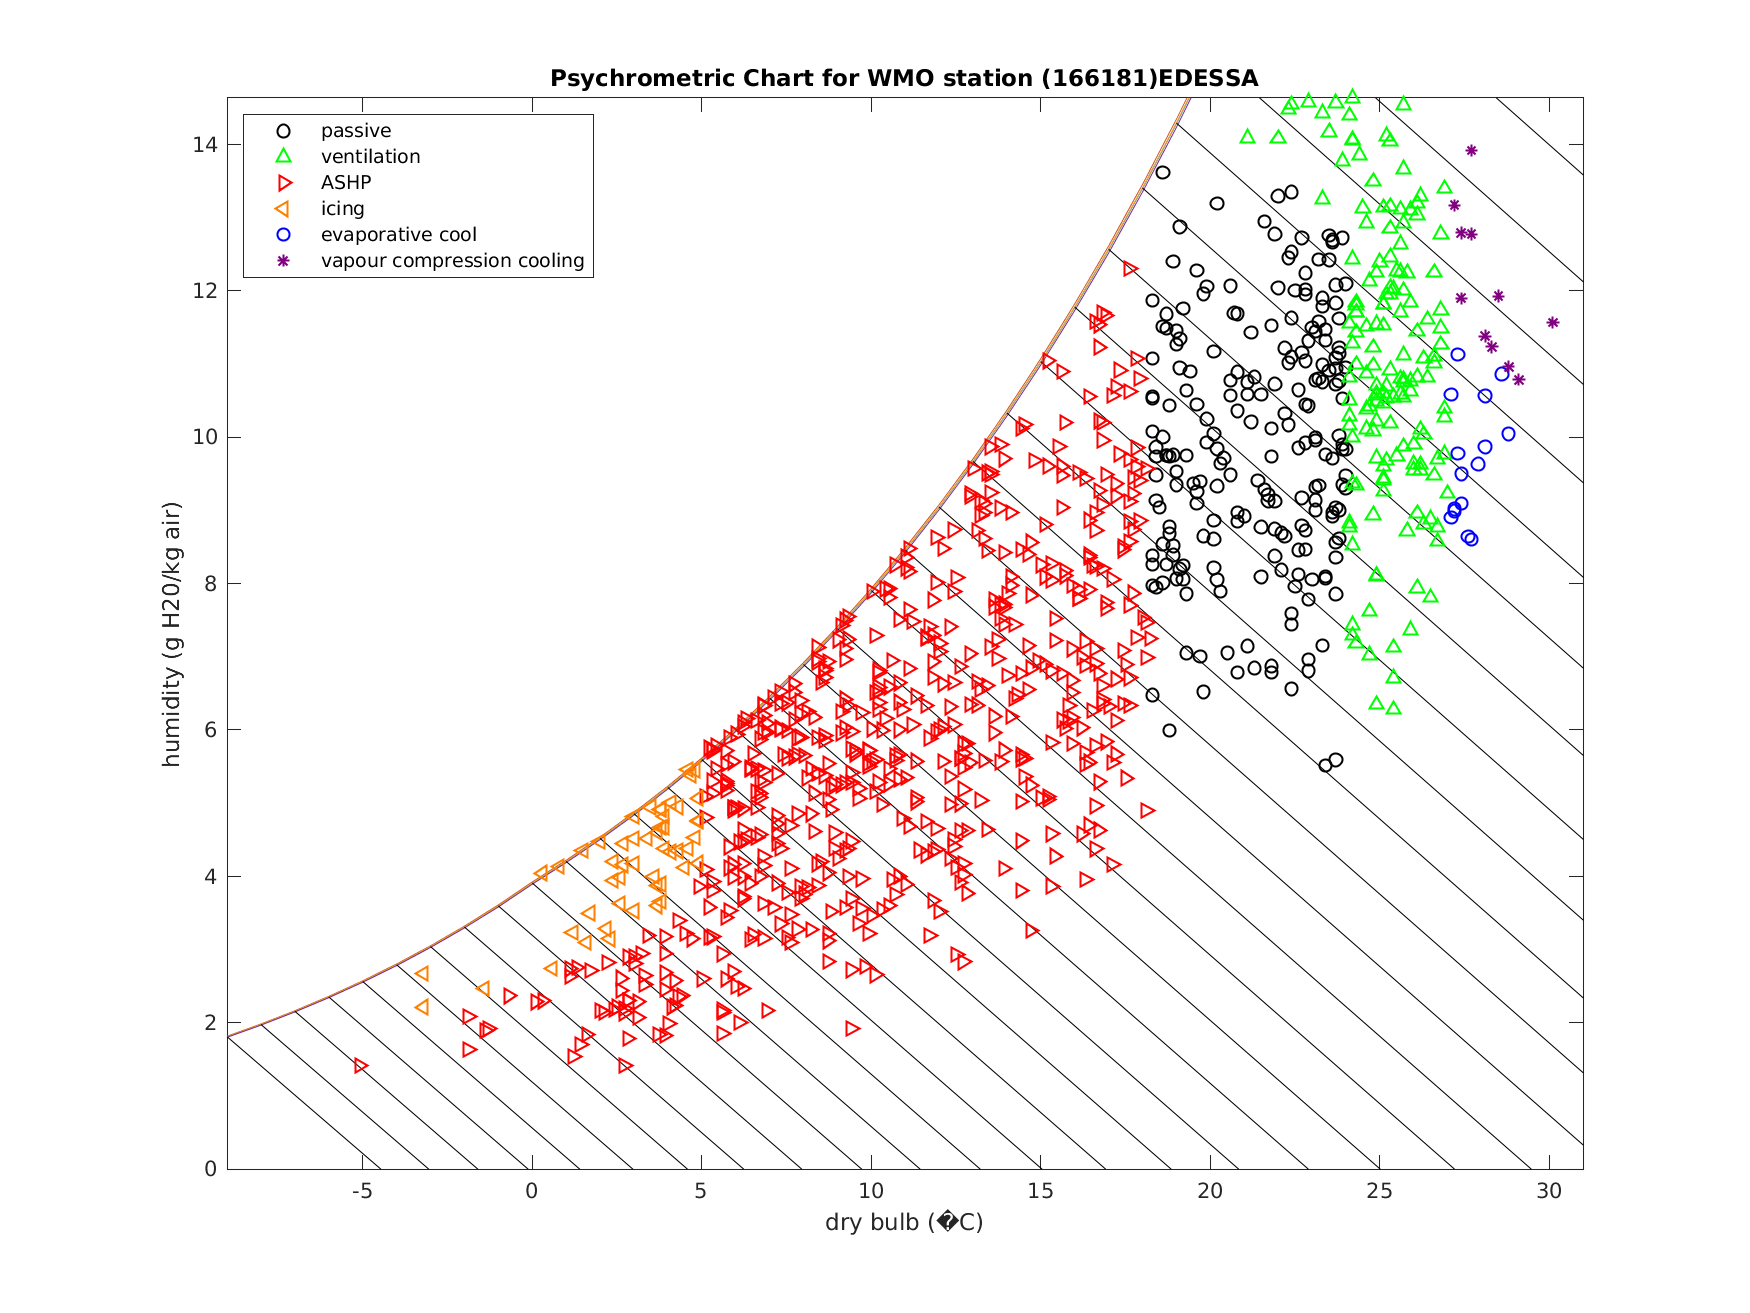 Psychrometric Chart for WMO station (166181)EDESSA
passive
ventilation
ASHP
icing
evaporative cool
vapour compression cooling
humidity (g H20/kg air)
14
12
10
8
6
4
2
0
-5 0 5 10 15 20 25 30
dry bulb (�C)